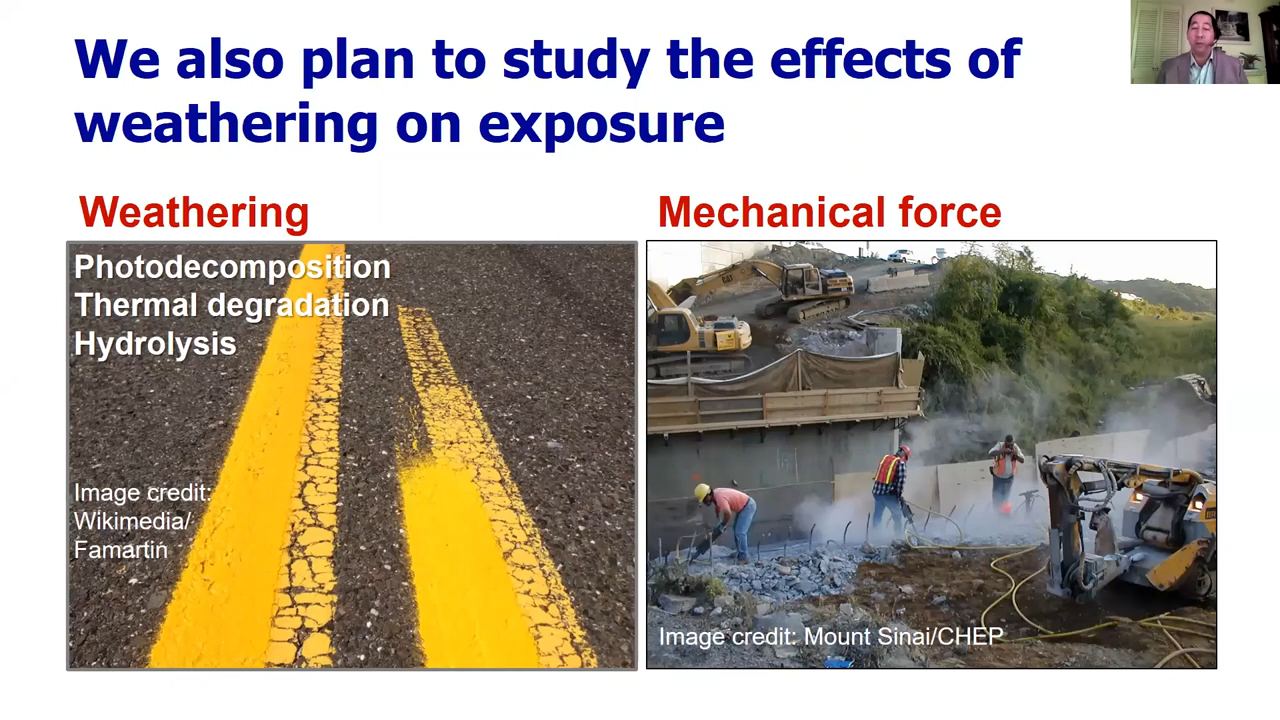 We also plan to study the effects of
weathering on exposure
Weathering
Mechanical force
Photodecomposition
Thermal degradation
Hydrolysis
Image credit:
Wikimedia/
Famartin
CAT
Image credit: Mount Sinai/CHEP